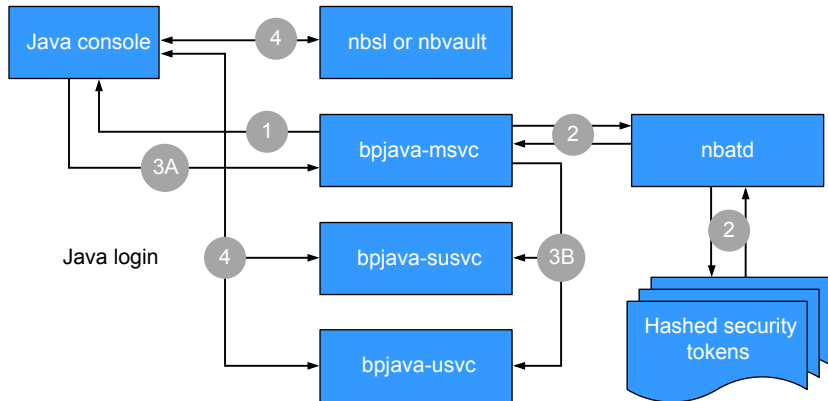 Java console
4
nbsl or nbvault
1
bpjava-msvc
2
nbatd
3A
2
Java login
4
bpjava-susvc
3B
Hashed security
tokens
bpjava-usvc